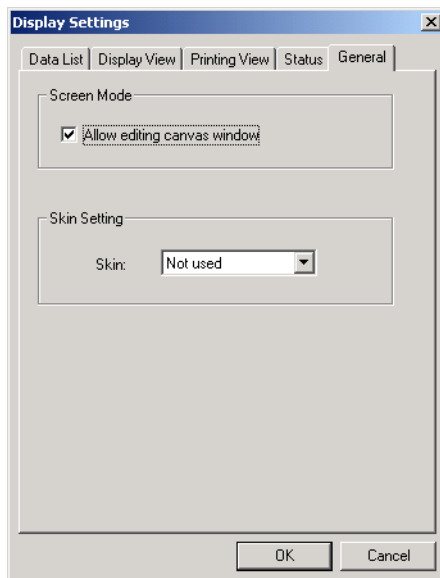 Display Settings
Data List Display View Printing View Status General
Screen Mode
Allow editing canvas window
Skin Setting
Skin: Not used
OK Cancel